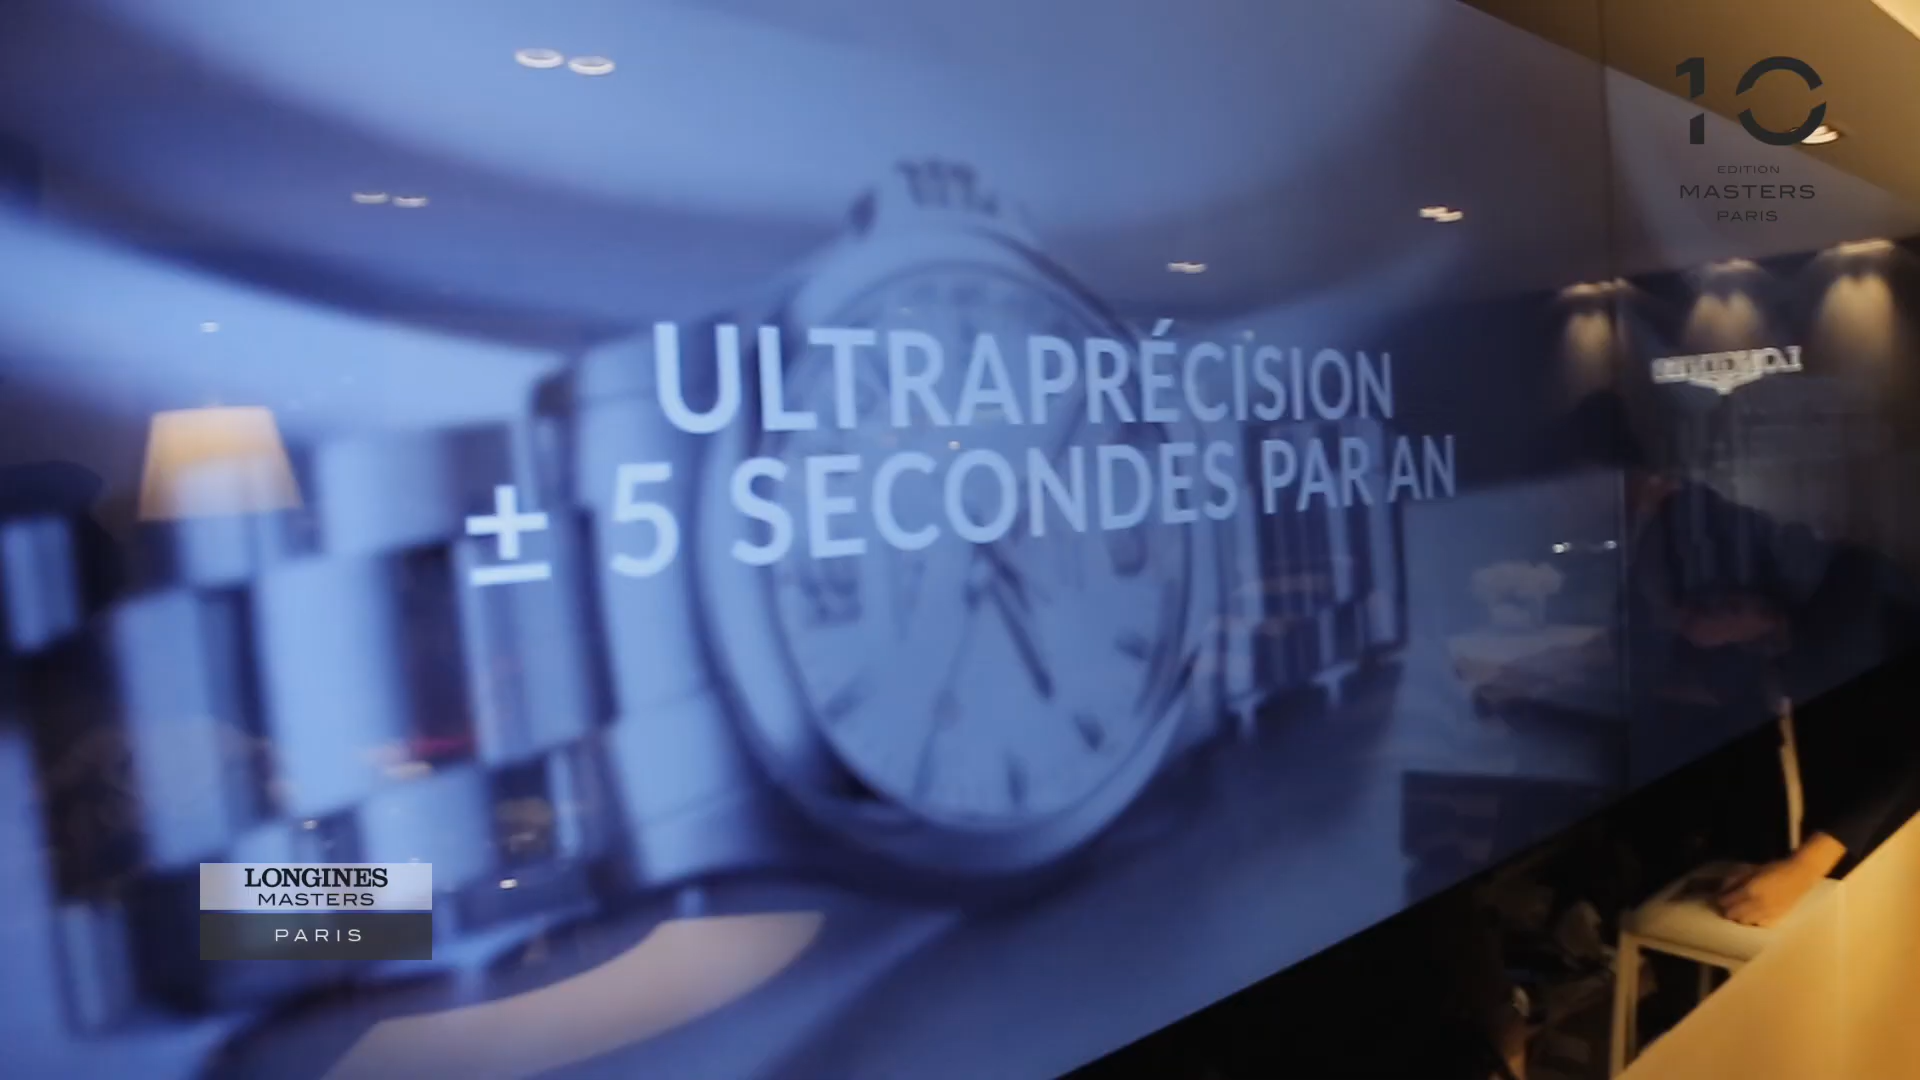 10
EDITION
MASTERS
PARIS
ULTRAPRÉCISION
± 5 SECONDES PAR AN
LONGINES
MASTERS
PARIS